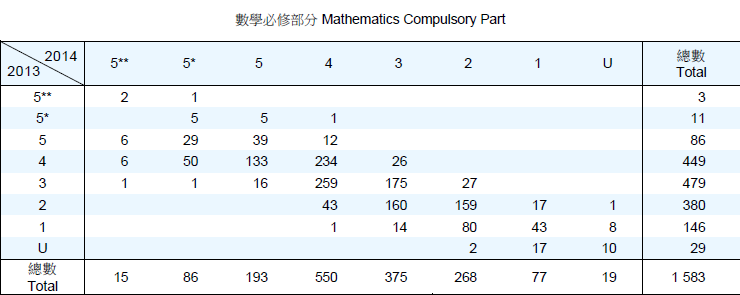 數學必修部分 Mathematics Compulsory Part
2014 2013 5** 5* 5 4 3 2 1 U 總數 Total
5** 2 1 3
5* 5 5 1 11
5 6 29 39 12 86
4 6 50 133 234 26 449
3 1 1 16 259 175 27 479
2 43 160 159 17 1 380
1 1 14 80 43 8 146
U 2 17 10 29
總數 Total 15 86 193 550 375 268 77 19 1 583